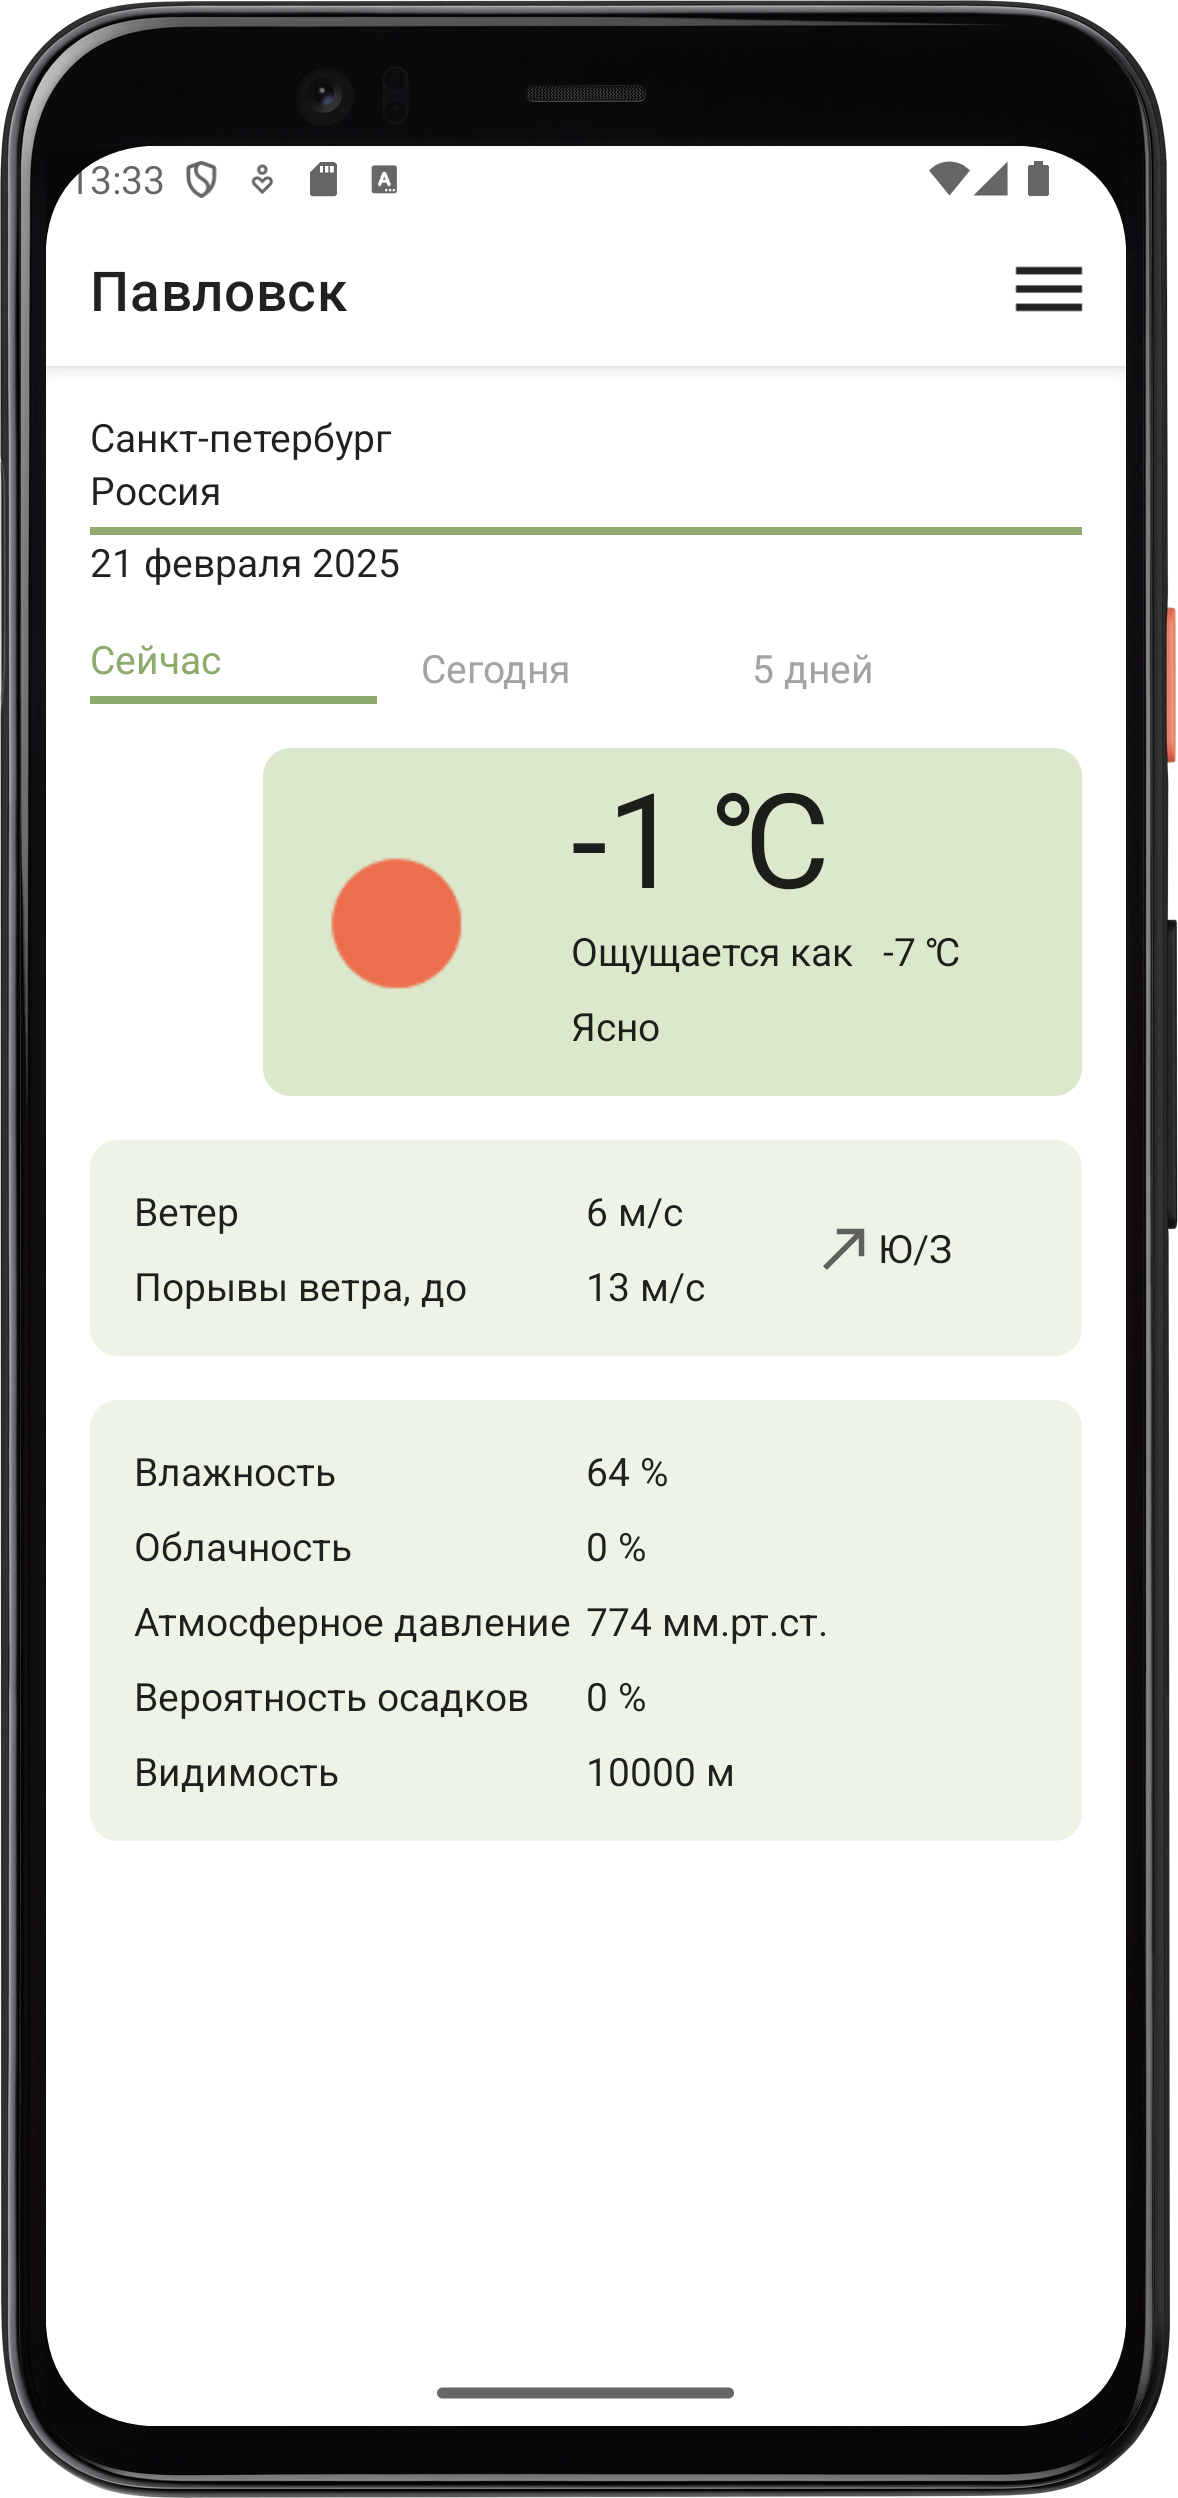 13:33
Павловск
Санкт-петербург
Россия
21 февраля 2025
Сейчас Сегодня 5 дней
-1 °C
Ощущается как -7 °C
Ясно
Ветер 6 м/с
Ю/З
Порывы ветра, до 13 м/с
Влажность 64 %
Облачность 0 %
Атмосферное давление 774 мм.рт.ст.
Вероятность осадков 0 %
Видимость 10000 м